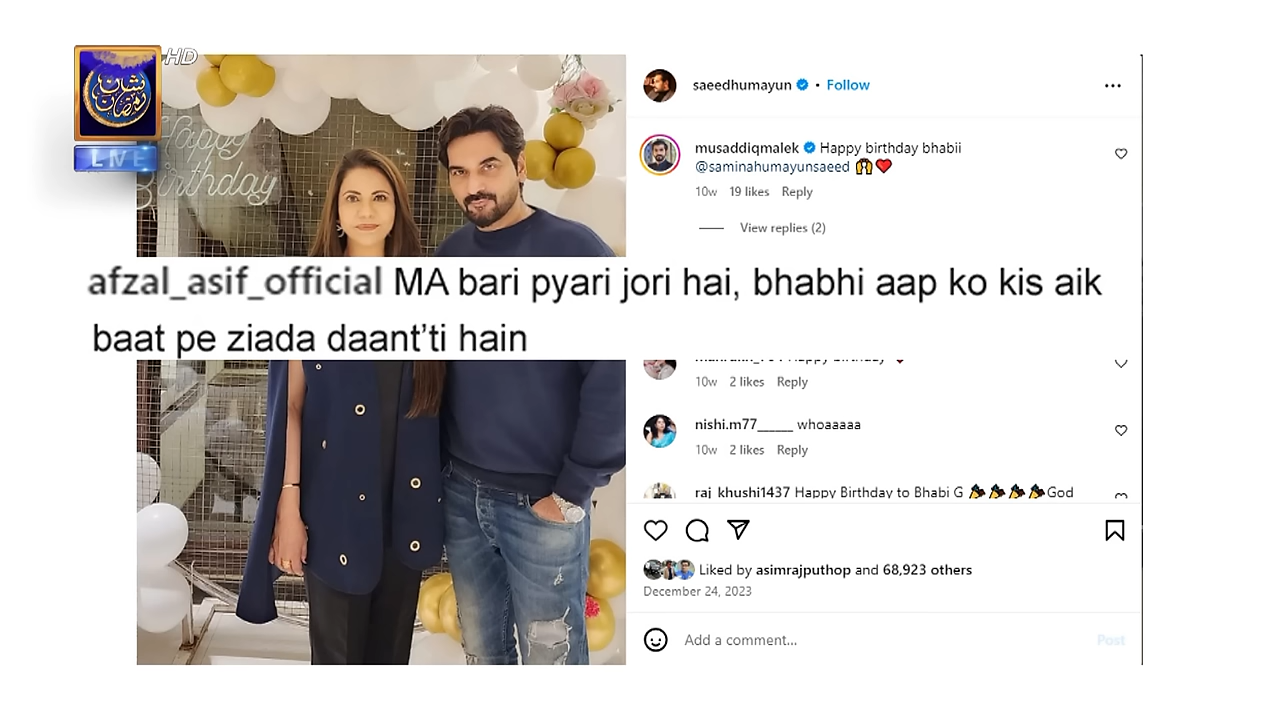 HD
شان رمضان
LIVE
Happy
Birthday
saeedhumayun • Follow
musaddiqmalek Happy birthday bhabii
@saminahumayunsaeed
10w 19 likes Reply
View replies (2)
afzal_asif_official MA bari pyari jori hai, bhabhi aap ko kis aik
baat pe ziada daant’ti hain
10w 2 likes Reply
nishi.m77______ whoaaaaa
10w 2 likes Reply
raj_khushi1437 Happy Birthday to Bhabi G God
Liked by asimrajputhop and 68,923 others
December 24, 2023
Add a comment...
Post